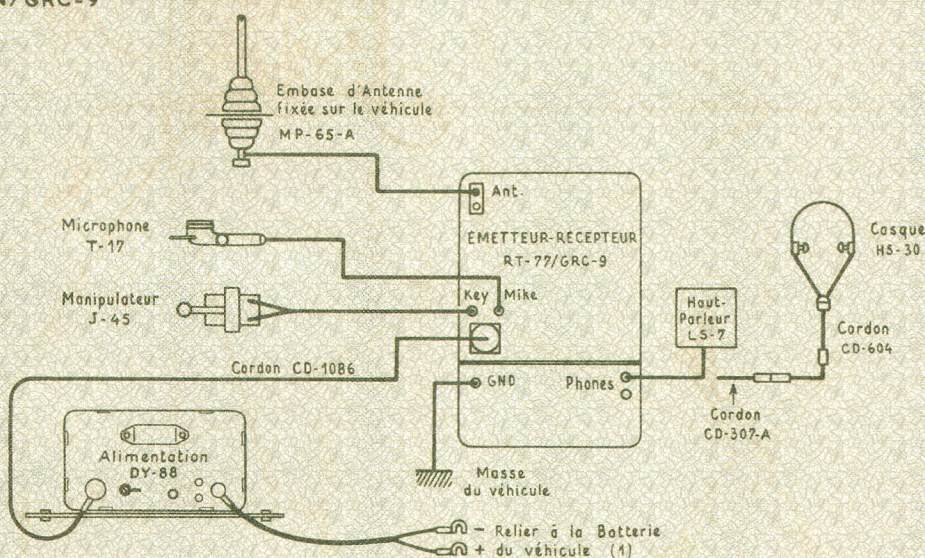 GRC-9
Embase d'Antenne
fixée sur le véhicule
MP-65-A
Ant.
Microphone
T-17
EMETTEUR-RECEPTEUR
RT-77/GRC-9
Casque
HS-30
Manipulateur
J-45
Key Mike
Haut-
Parleur
LS-7
Cordon
CD-604
Cordon CD-1086
GND
Phones
Cordon
CD-307-A
Alimentation
DY-88
Masse
du véhicule
- Relier à la Batterie
+ du véhicule (1)